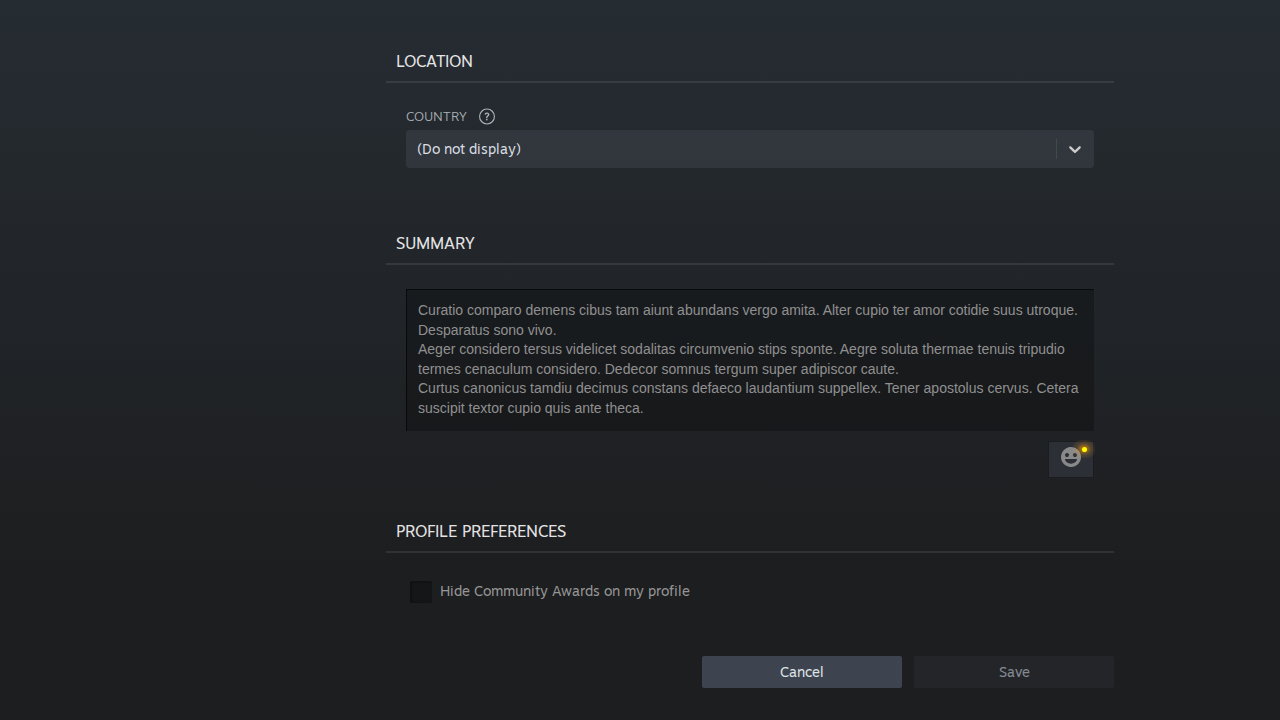 LOCATION
COUNTRY ?
(Do not display)
SUMMARY
Curatio comparo demens cibus tam aiunt abundans vergo amita. Alter cupio ter amor cotidie suus utroque.
Desparatus sono vivo.
Aeger considero tersus videlicet sodalitas circumvenio stips sponte. Aegre soluta thermae tenuis tripudio
termes cenaculum considero. Dedecor somnus tergum super adipiscor caute.
Curtus canonicus tamdiu decimus constans defaeco laudantium suppellex. Tener apostolus cervus. Cetera
suscipit textor cupio quis ante theca.
PROFILE PREFERENCES
Hide Community Awards on my profile
Cancel
Save